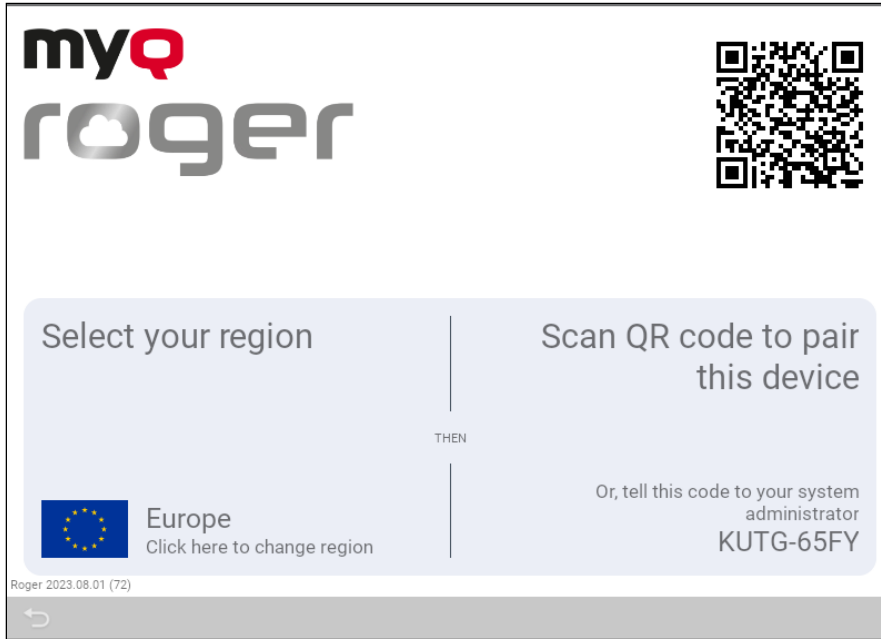 myQ
roger
Select your region
Scan QR code to pair
this device
THEN
Europe
Click here to change region
Or, tell this code to your system
administrator
KUTG-65FY
Roger 2023.08.01 (72)